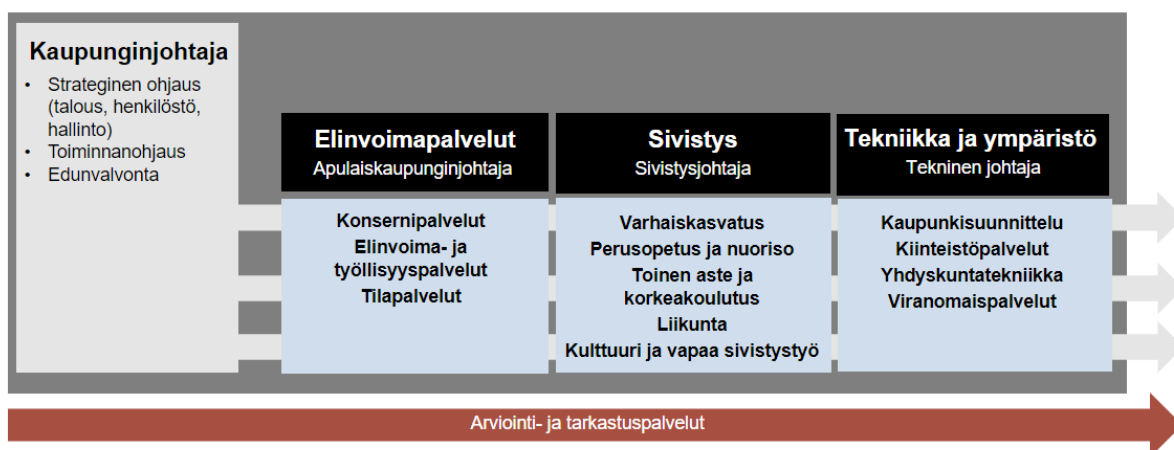 Kaupunginjohtaja
• Strateginen ohjaus
(talous, henkilöstö,
hallinto)
• Toiminnanohjaus
• Edunvalvonta
Elinvoimapalvelut
Apulaiskaupunginjohtaja
Konsernipalvelut
Elinvoima- ja
työllisyyspalvelut
Tilapalvelut
Sivistys
Sivistysjohtaja
Varhaiskasvatus
Perusopetus ja nuoriso
Toinen aste ja
korkeakoulutus
Liikunta
Kulttuuri ja vapaa sivistystyö
Tekniikka ja ympäristö
Tekninen johtaja
Kaupunkisuunnittelu
Kiinteistöpalvelut
Yhdyskuntatekniikka
Viranomaispalvelut
Arviointi- ja tarkastuspalvelut